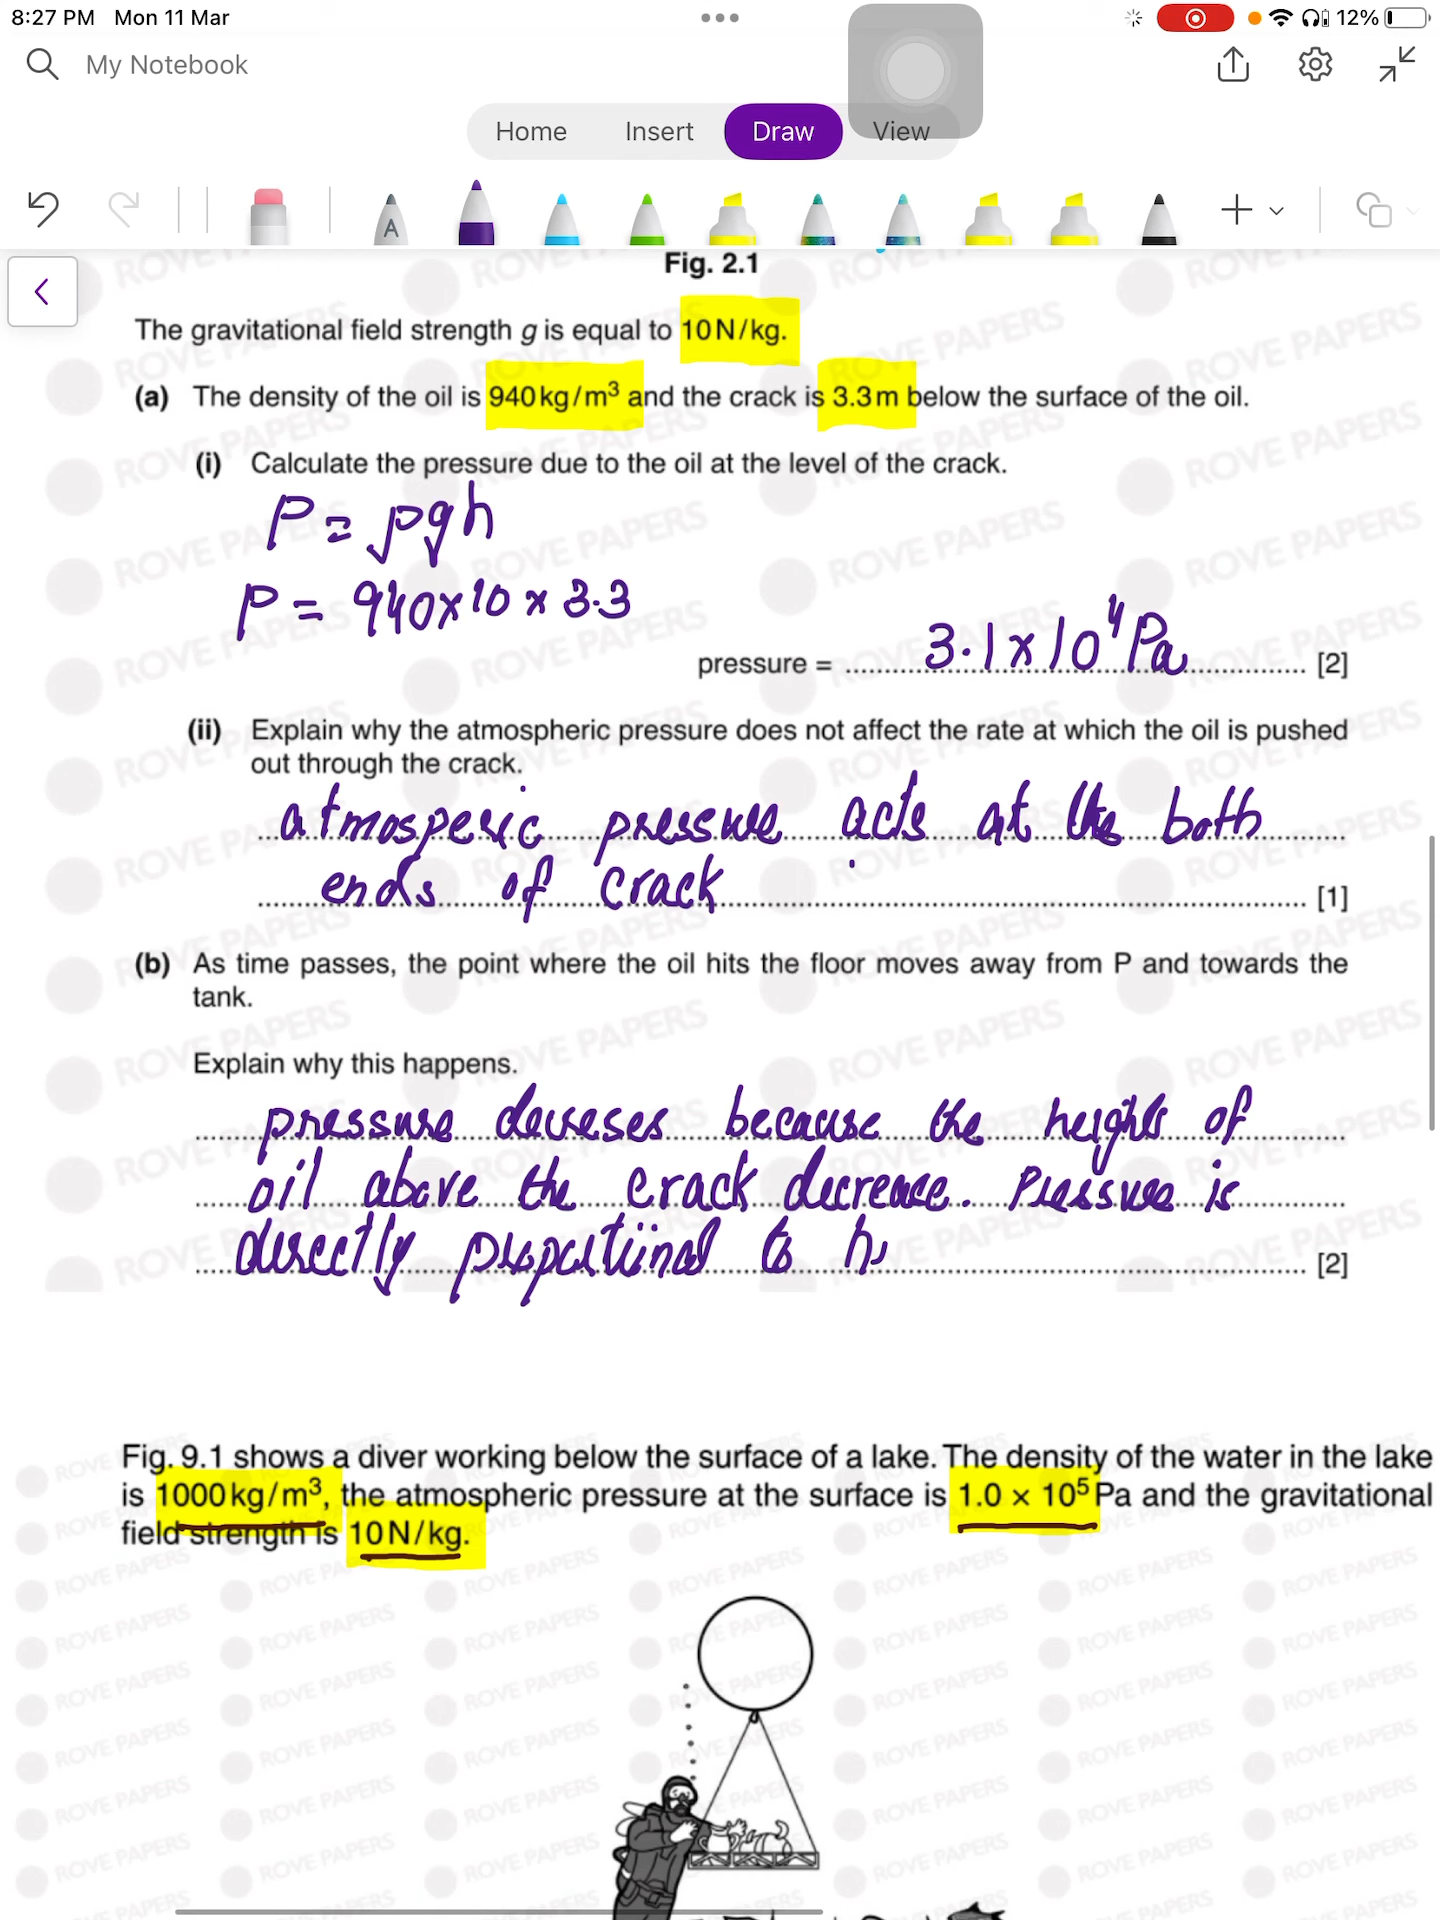 8:27 PM Mon 11 Mar
12%
My Notebook
Home Insert Draw View
A
Fig. 2.1
The gravitational field strength g is equal to 10 N/kg.
(a) The density of the oil is 940 kg/m³ and the crack is 3.3 m below the surface of the oil.
(i) Calculate the pressure due to the oil at the level of the crack.
P = ρgh
P = 940x10 x 3.3
3.1 x 10⁴ Pa
pressure = [2]
(ii) Explain why the atmospheric pressure does not affect the rate at which the oil is pushed
out through the crack.
atmosperic pressure acts at the both
ends of crack
[1]
(b) As time passes, the point where the oil hits the floor moves away from P and towards the
tank.
Explain why this happens.
pressure decreses because the height of
oil above the crack decrease. Pressure is
directly proportional to h
[2]
Fig. 9.1 shows a diver working below the surface of a lake. The density of the water in the lake
is 1000 kg/m³, the atmospheric pressure at the surface is 1.0 × 10⁵ Pa and the gravitational
field strength is 10 N/kg.
ROVE PAPERS